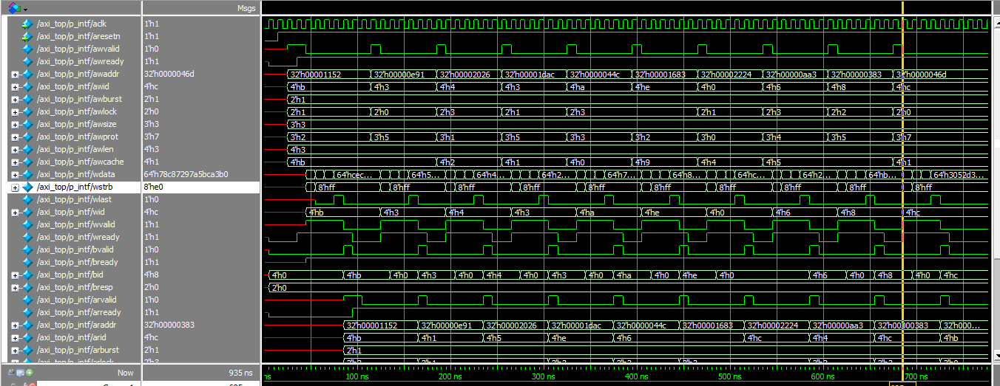 Msgs
/axi_top/p_intf/aclk 1'h1
/axi_top/p_intf/aresetn 1'h1
/axi_top/p_intf/awvalid 1'h0
/axi_top/p_intf/awready 1'h1
/axi_top/p_intf/awaddr 32'h0000046d 32'h00001152 32'h00000e91 32'h00002026 32'h00001dac 32'h0000044c 32'h00001683 32'h00002224 32'h00000aa3 32'h00000383 32'h0000046d
/axi_top/p_intf/awid 4'hc 4'hb 4'h3 4'h4 4'h3 4'ha 4'he 4'h0 4'h6 4'h8 4'hc
/axi_top/p_intf/awburst 2'h1 2'h1
/axi_top/p_intf/awlock 2'h0 2'h1 2'h0 2'h3 2'h1 2'h3 2'h1 2'h3 2'h2 2'h0
/axi_top/p_intf/awsize 3'h3 3'h3
/axi_top/p_intf/awprot 3'h7 3'h2 3'h5 3'h1 3'h5 3'h3 3'h2 3'h0 3'h4 3'h5 3'h7
/axi_top/p_intf/awlen 4'h3 4'h3
/axi_top/p_intf/awcache 4'h1 4'hb 4'h2 4'h1 4'h0 4'h9 4'h4 4'h5 4'h1
/axi_top/p_intf/wdata 64'h78c87297a5bca3b0 64'hcec... 64'h5... 64'h4... 64'h2... 64'h7... 64'h8... 64'hc... 64'h2... 64'hb... 64'h3052d3...
/axi_top/p_intf/wstrb 8'he0 8'hff 8'hff 8'hff 8'hff 8'hff 8'hff 8'hff 8'hff 8'hff 8'hff
/axi_top/p_intf/wlast 1'h0
/axi_top/p_intf/wid 4'hc 4'hb 4'h3 4'h4 4'h3 4'ha 4'he 4'h0 4'h6 4'h8 4'hc
/axi_top/p_intf/wvalid 1'h1
/axi_top/p_intf/wready 1'h1
/axi_top/p_intf/bvalid 1'h0
/axi_top/p_intf/bready 1'h1
/axi_top/p_intf/bid 4'h8 4'h0 4'hb 4'h0 4'h3 4'h0 4'h4 4'h0 4'h3 4'h0 4'ha 4'h0 4'he 4'h0 4'h6 4'h0 4'h8 4'h0 4'hc
/axi_top/p_intf/bresp 2'h0 2'h0
/axi_top/p_intf/arvalid 1'h0
/axi_top/p_intf/arready 1'h1
/axi_top/p_intf/araddr 32'h00000383 32'h00001152 32'h00000e91 32'h00002026 32'h00001dac 32'h0000044c 32'h00001683 32'h00002224 32'h00000aa3 32'h00000383 32'h000...
/axi_top/p_intf/arid 4'hc 4'hb 4'h1 4'h5 4'he 4'h6 4'hc 4'h4 4'hc 4'hb
/axi_top/p_intf/arburst 2'h1 2'h1
Now 935 ns 100 ns 200 ns 300 ns 400 ns 500 ns 600 ns 700 ns